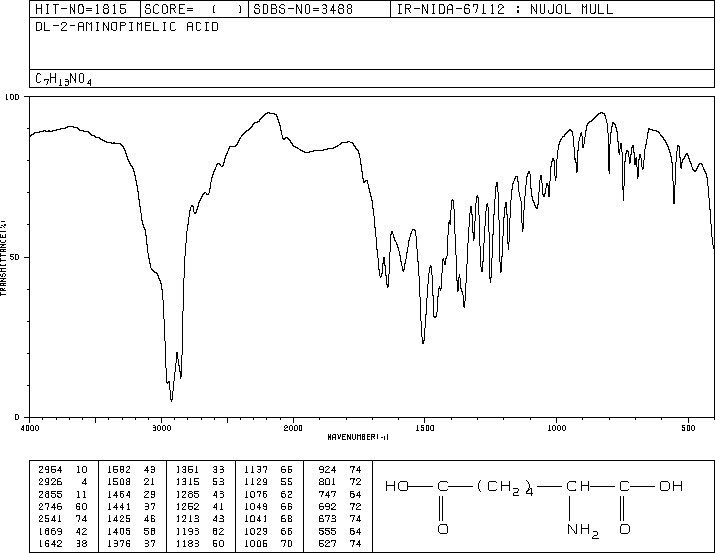 HIT-NO=1815 SCORE= ( ) SDBS-NO=3488 IR-NIDA-67112 : NUJOL MULL
DL-2-AMINOPIMELIC ACID
C7H13NO4
100
TRANSMITTANCE(%)
50
0
4000 3000 2000 1500 1000 500
WAVENUMBER(-1)
2954 10 1582 43 1351 33 1137 66 924 74
2926 4 1508 21 1315 53 1129 55 801 72
2855 11 1464 29 1285 43 1076 62 747 64
2746 60 1441 37 1252 41 1049 66 692 72
2541 74 1425 46 1213 43 1041 68 673 74
1669 42 1405 58 1193 62 1029 66 555 64
1642 38 1376 37 1183 50 1006 70 527 74
HO C (CH2)4 CH C OH
O NH2 O